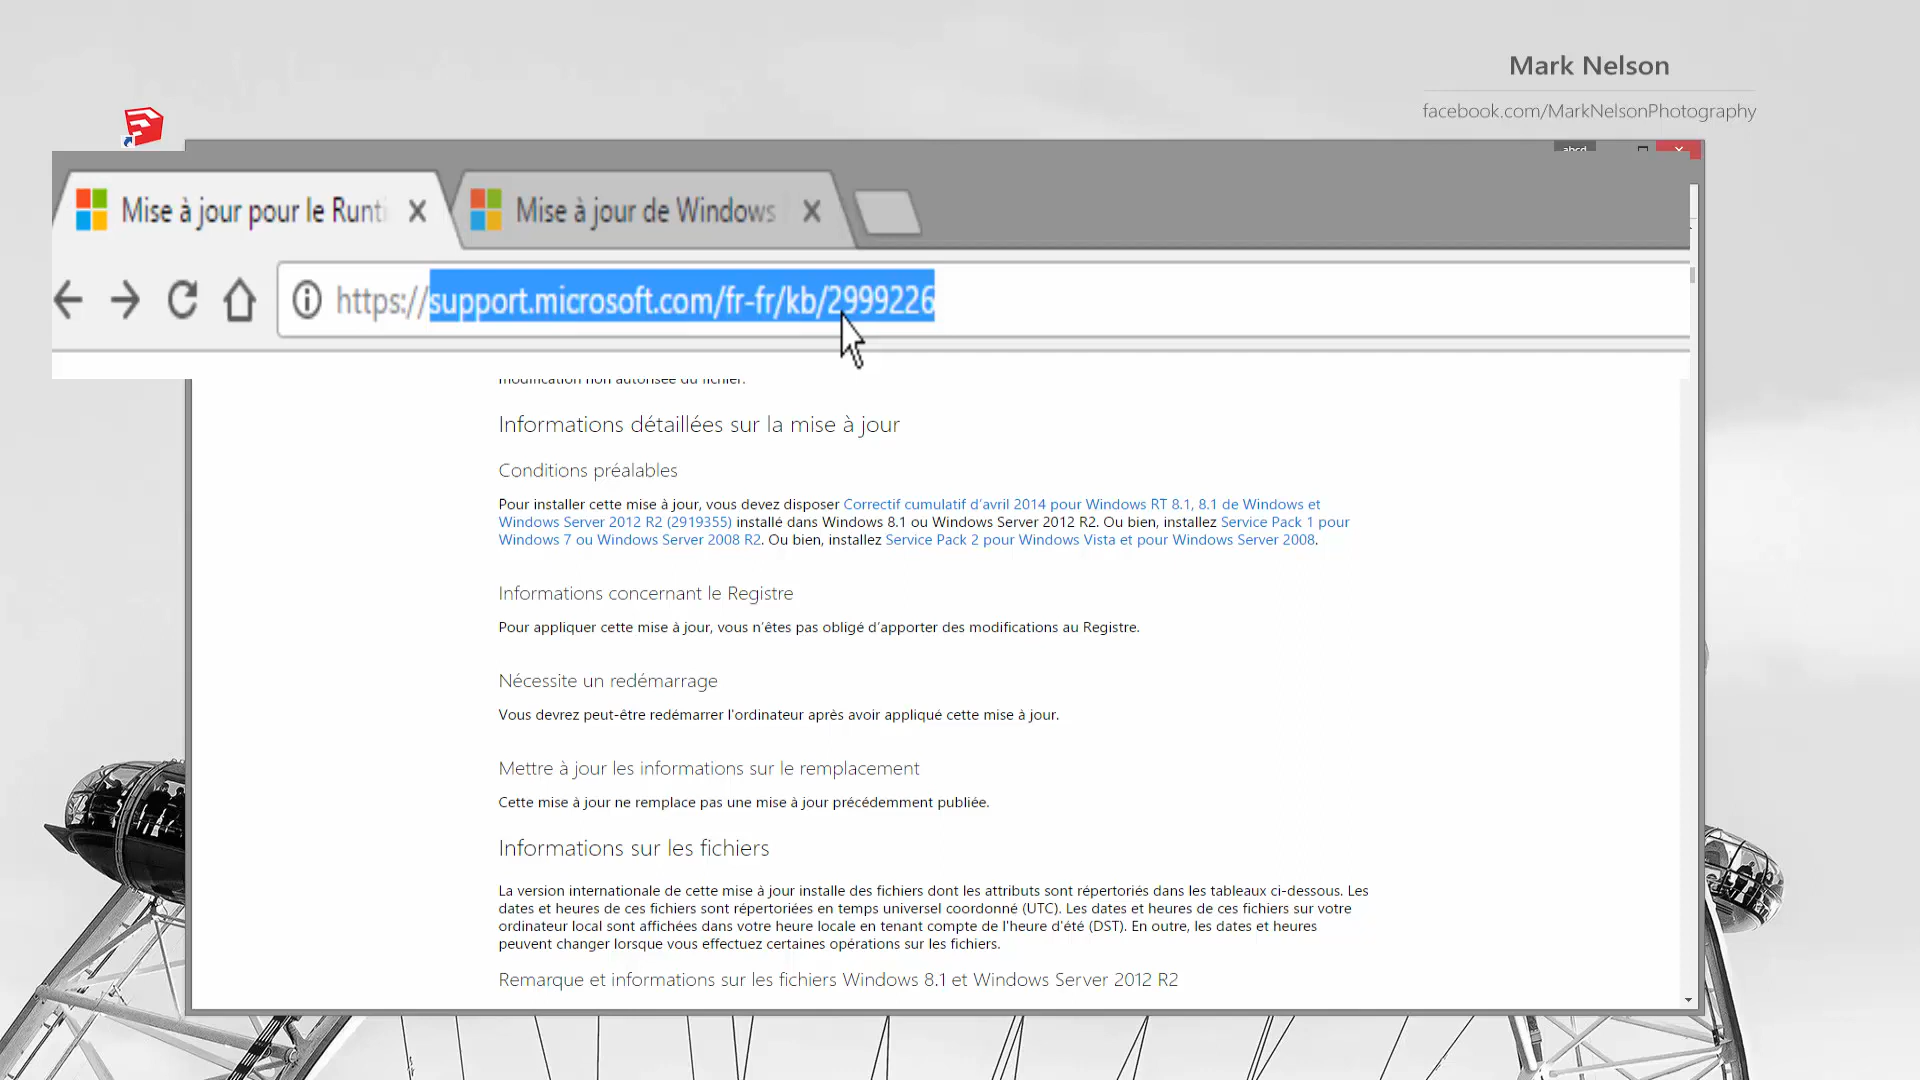 Mark Nelson
facebook.com/MarkNelsonPhotography
abcd
Mise à jour pour le Runti
Mise à jour de Windows
https://support.microsoft.com/fr-fr/kb/2999226
modification non autorisée du fichier.
Informations détaillées sur la mise à jour
Conditions préalables
Pour installer cette mise à jour, vous devez disposer Correctif cumulatif d'avril 2014 pour Windows RT 8.1, 8.1 de Windows et
Windows Server 2012 R2 (2919355) installé dans Windows 8.1 ou Windows Server 2012 R2. Ou bien, installez Service Pack 1 pour
Windows 7 ou Windows Server 2008 R2. Ou bien, installez Service Pack 2 pour Windows Vista et pour Windows Server 2008.
Informations concernant le Registre
Pour appliquer cette mise à jour, vous n'êtes pas obligé d'apporter des modifications au Registre.
Nécessite un redémarrage
Vous devrez peut-être redémarrer l'ordinateur après avoir appliqué cette mise à jour.
Mettre à jour les informations sur le remplacement
Cette mise à jour ne remplace pas une mise à jour précédemment publiée.
Informations sur les fichiers
La version internationale de cette mise à jour installe des fichiers dont les attributs sont répertoriés dans les tableaux ci-dessous. Les
dates et heures de ces fichiers sont répertoriées en temps universel coordonné (UTC). Les dates et heures de ces fichiers sur votre
ordinateur local sont affichées dans votre heure locale en tenant compte de l'heure d'été (DST). En outre, les dates et heures
peuvent changer lorsque vous effectuez certaines opérations sur les fichiers.
Remarque et informations sur les fichiers Windows 8.1 et Windows Server 2012 R2